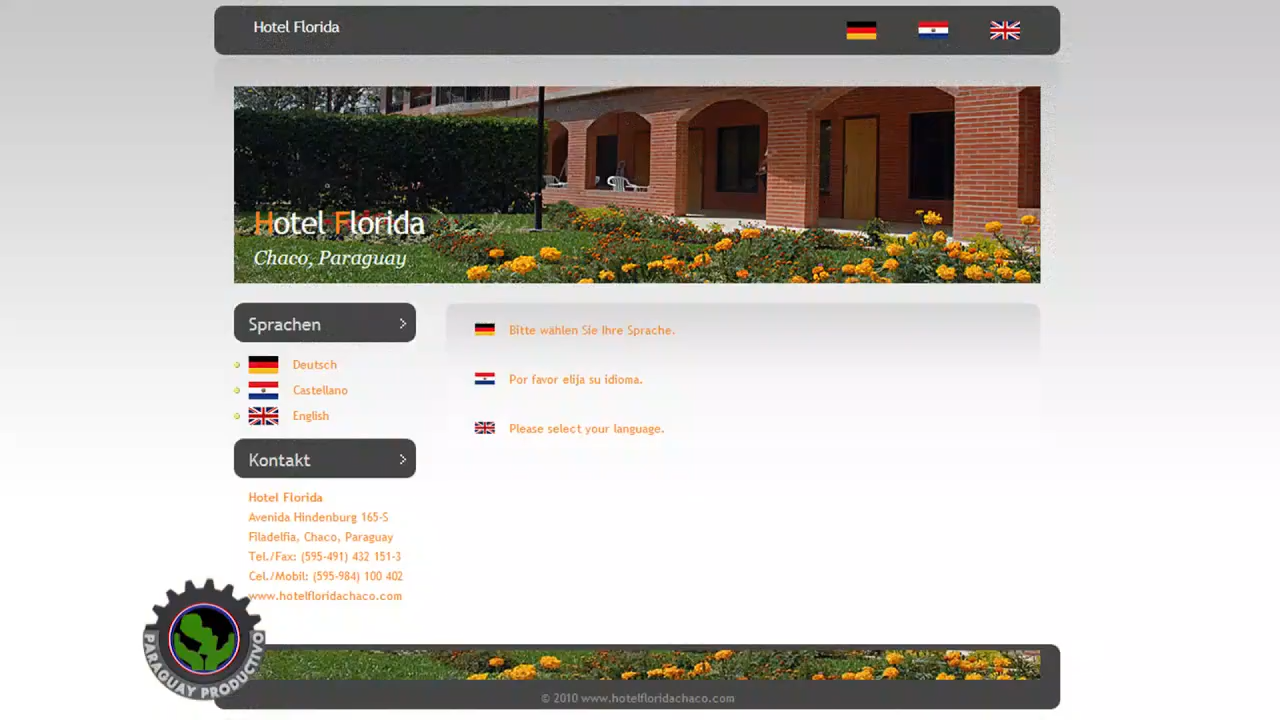 Hotel Florida
Hotel Florida
Chaco, Paraguay
Sprachen
Deutsch
Castellano
English
Kontakt
Hotel Florida
Avenida Hindenburg 165-S
Filadelfia, Chaco, Paraguay
Tel./Fax: (595-491) 432 151-3
Cel./Mobil: (595-984) 100 402
www.hotelfloridachaco.com
Bitte wählen Sie Ihre Sprache.
Por favor elija su idioma.
Please select your language.
PARAGUAY PRODUCTIVO
© 2010 www.hotelfloridachaco.com